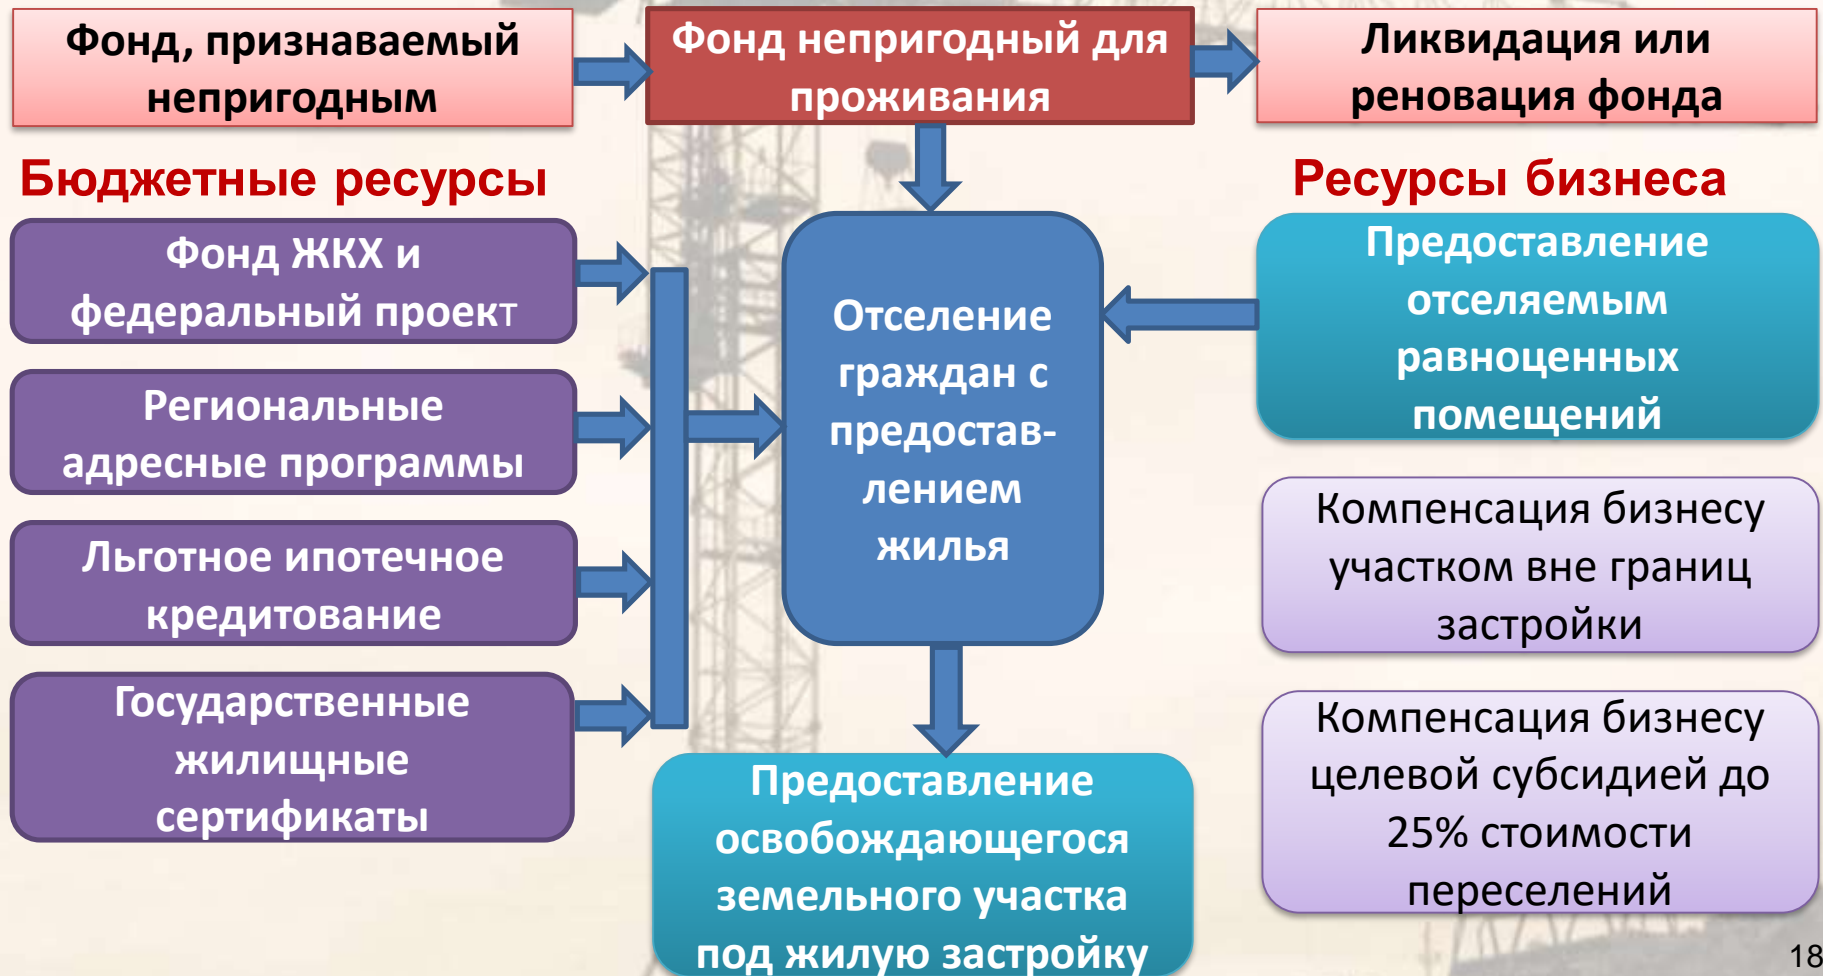 Фонд, признаваемый
непригодным
Фонд непригодный для
проживания
Ликвидация или
реновация фонда
Бюджетные ресурсы
Фонд ЖКХ и
федеральный проект
Региональные
адресные программы
Льготное ипотечное
кредитование
Государственные
жилищные
сертификаты
Отселение
граждан с
предостав-
лением
жилья
Предоставление
освобождающегося
земельного участка
под жилую застройку
Ресурсы бизнеса
Предоставление
отселяемым
равноценных
помещений
Компенсация бизнесу
участком вне границ
застройки
Компенсация бизнесу
целевой субсидией до
25% стоимости
переселений
18